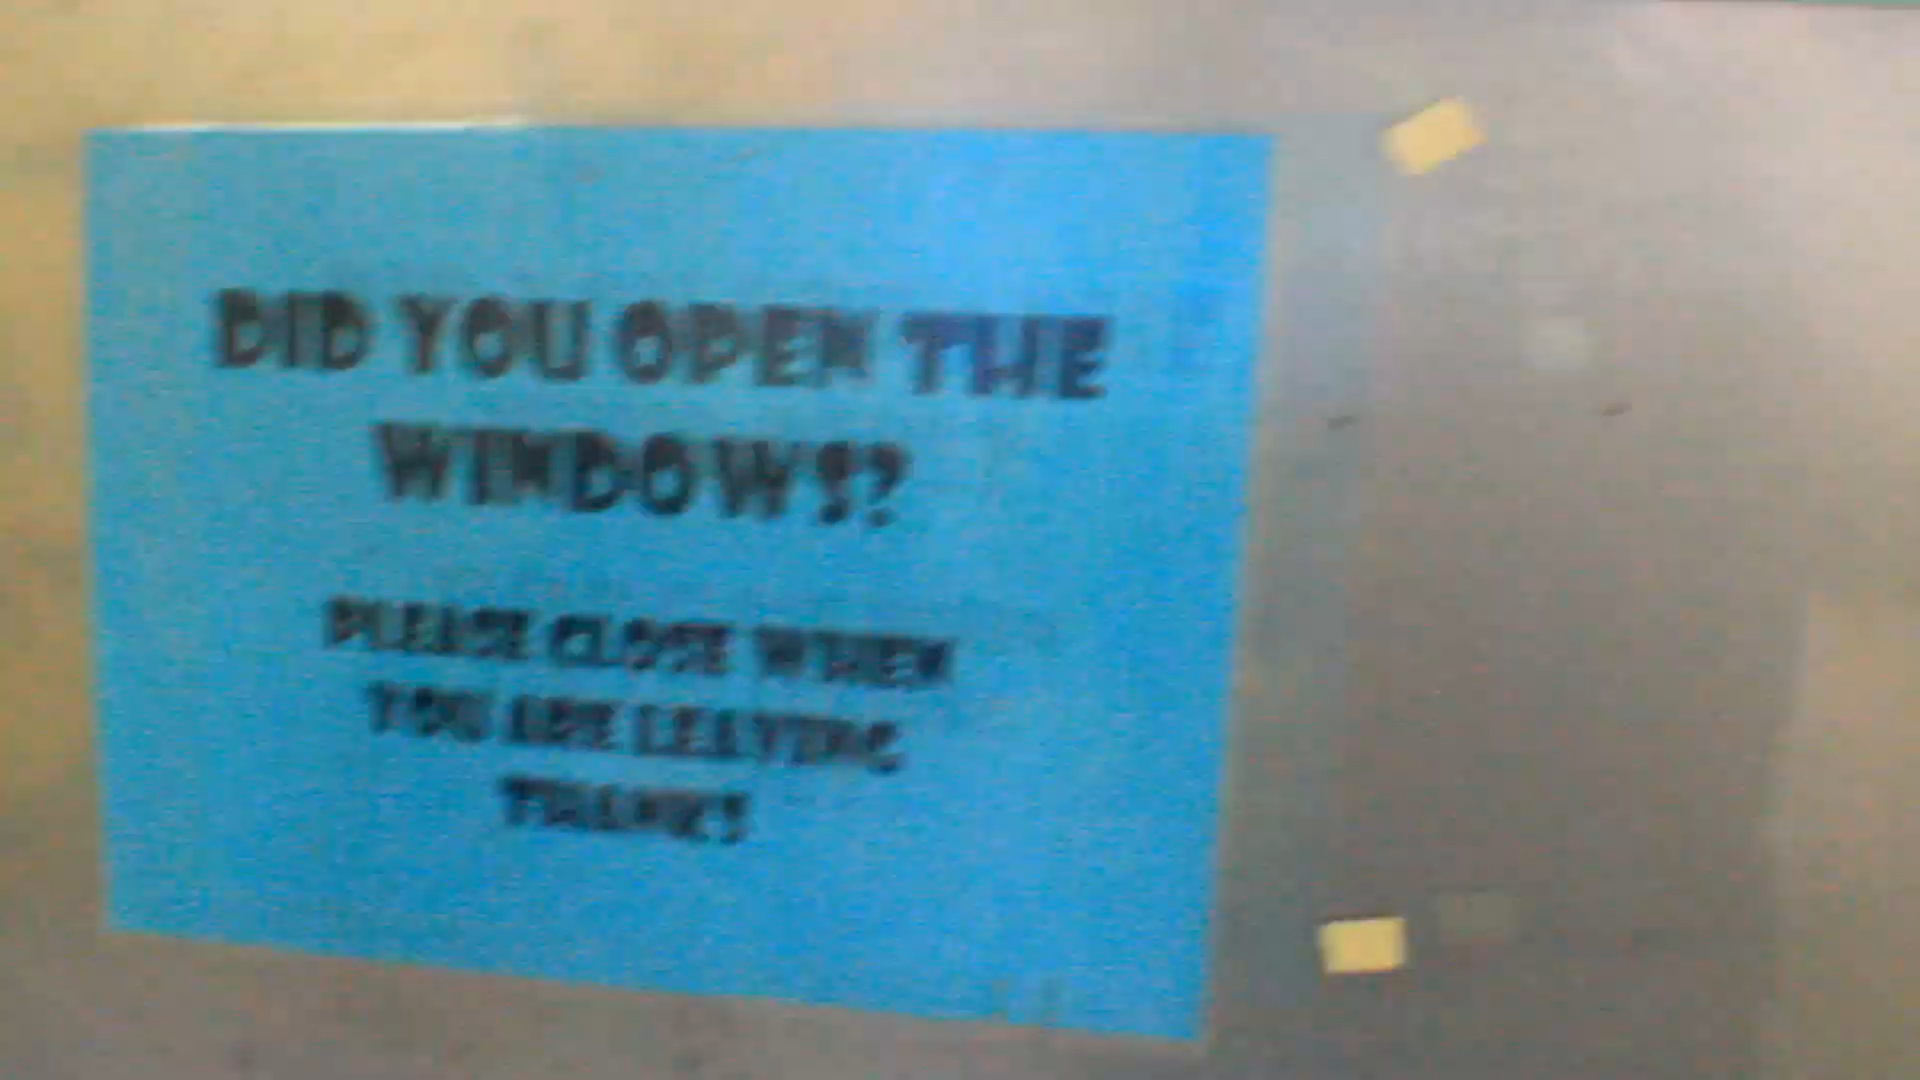 DID YOU OPEN THE
WINDOWS?
PLEASE CLOSE WHEN
YOU ARE LEAVING
THANKS